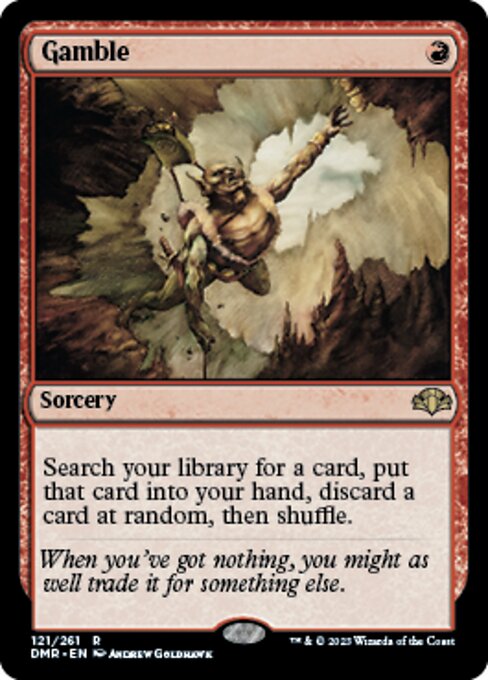 Gamble
Sorcery
Search your library for a card, put
that card into your hand, discard a
card at random, then shuffle.
When you've got nothing, you might as
well trade it for something else.
121/261 R
™ & © 2023 Wizards of the Coast
DMR • EN Andrew Goldhawk